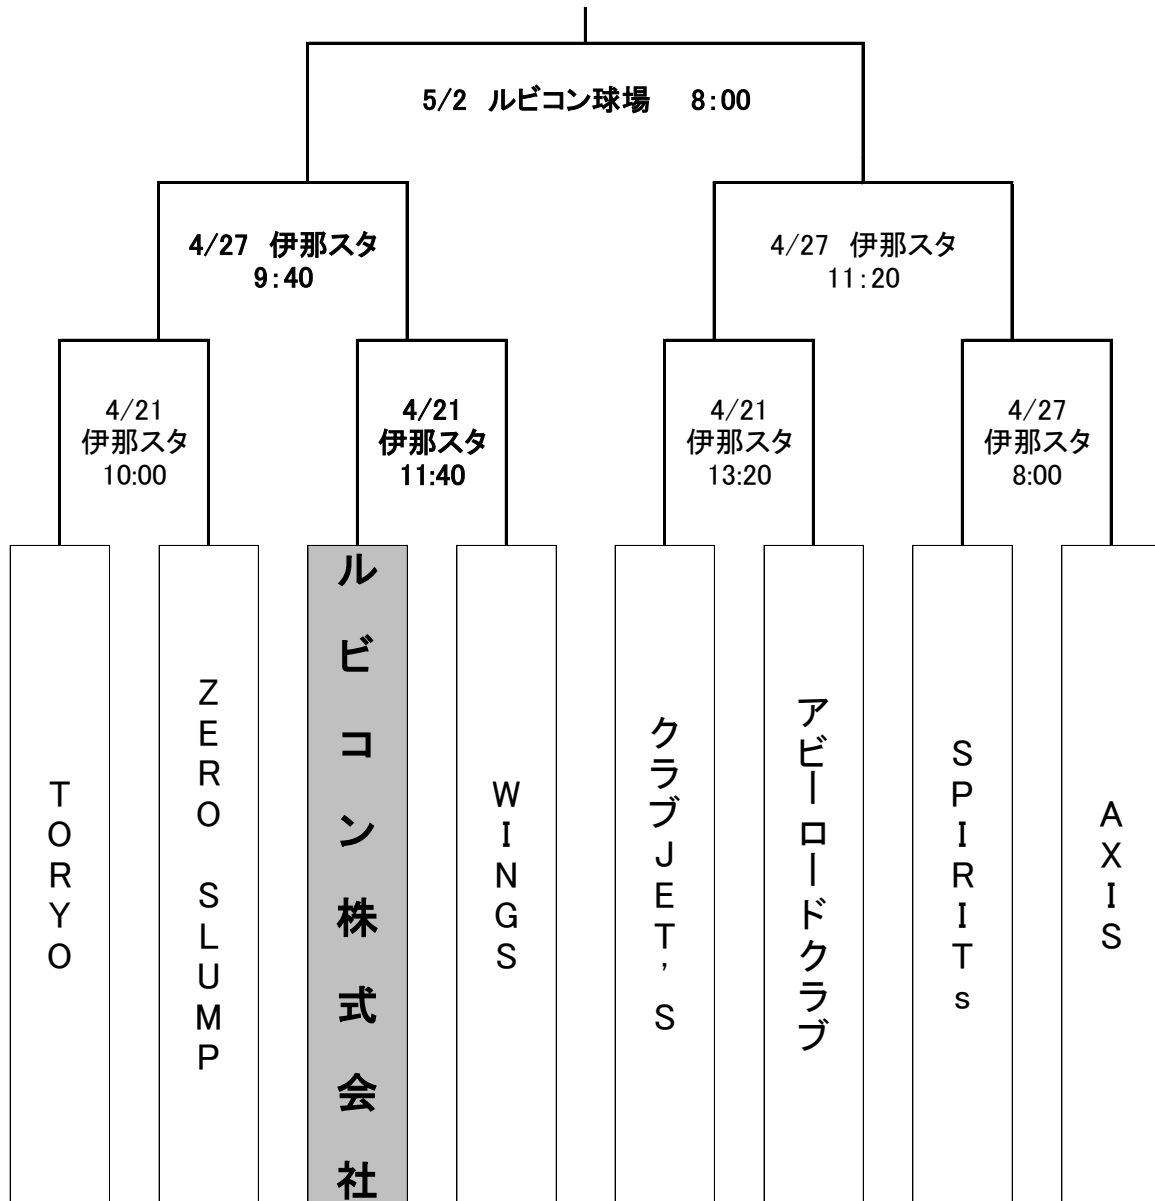 5/2 ルビコン球場 8:00
4/27 伊那スタ
9:40
4/27 伊那スタ
11:20
4/21
伊那スタ
10:00
4/21
伊那スタ
11:40
4/21
伊那スタ
13:20
4/27
伊那スタ
8:00
TORYO
ZERO SLUMP
ルビコン株式会社
WINGS
クラブJET'S
アビーロードクラブ
SPIRITs
AXIS